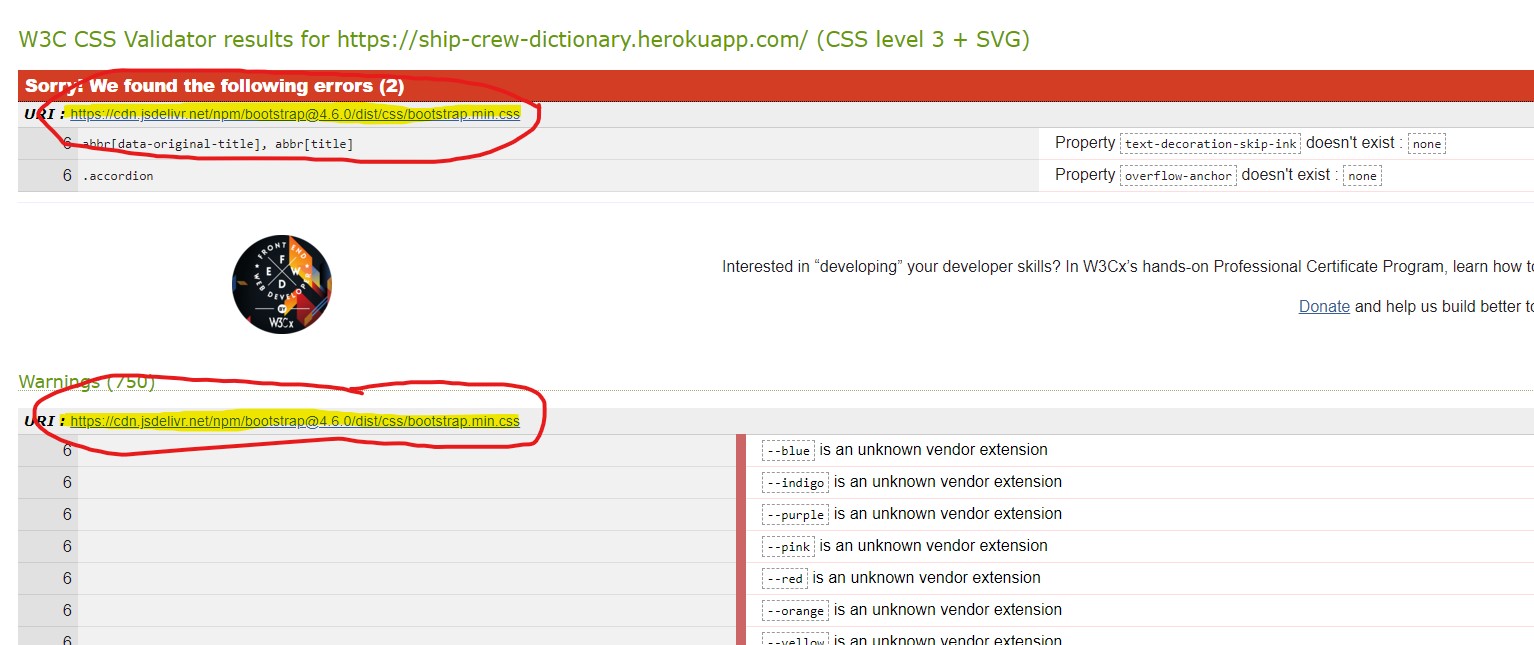 W3C CSS Validator results for https://ship-crew-dictionary.herokuapp.com/ (CSS level 3 + SVG)
Sorry! We found the following errors (2)
URI : https://cdn.jsdelivr.net/npm/bootstrap@4.6.0/dist/css/bootstrap.min.css
6 abbr[data-original-title], abbr[title] Property text-decoration-skip-ink doesn't exist : none
6 .accordion Property overflow-anchor doesn't exist : none
FRONT END
F
E W
D
WEB DEVELOPER
BY
W3Cx
Interested in “developing” your developer skills? In W3Cx’s hands-on Professional Certificate Program, learn how to
Donate and help us build better to
Warnings (750)
URI : https://cdn.jsdelivr.net/npm/bootstrap@4.6.0/dist/css/bootstrap.min.css
6 --blue is an unknown vendor extension
6 --indigo is an unknown vendor extension
6 --purple is an unknown vendor extension
6 --pink is an unknown vendor extension
6 --red is an unknown vendor extension
6 --orange is an unknown vendor extension
6 --yellow is an unknown vendor extension